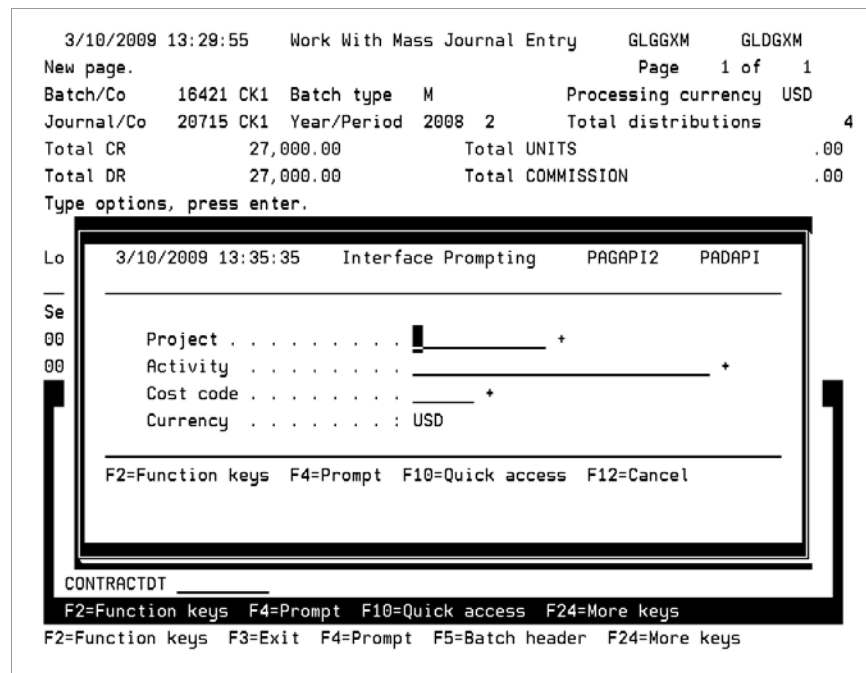 3/10/2009 13:29:55 Work With Mass Journal Entry GLGGXM GLDGXM
New page. Page 1 of 1
Batch/Co 16421 CK1 Batch type M Processing currency USD
Journal/Co 20715 CK1 Year/Period 2008 2 Total distributions 4
Total CR 27,000.00 Total UNITS .00
Total DR 27,000.00 Total COMMISSION .00
Type options, press enter.
Lo 3/10/2009 13:35:35 Interface Prompting PAGAPI2 PADAPI
Se
00 Project . . . . . . . . . +
00 Activity . . . . . . . . +
Cost code . . . . . . . . +
Currency . . . . . . . : USD
F2=Function keys F4=Prompt F10=Quick access F12=Cancel
CONTRACTDT
F2=Function keys F4=Prompt F10=Quick access F24=More keys
F2=Function keys F3=Exit F4=Prompt F5=Batch header F24=More keys